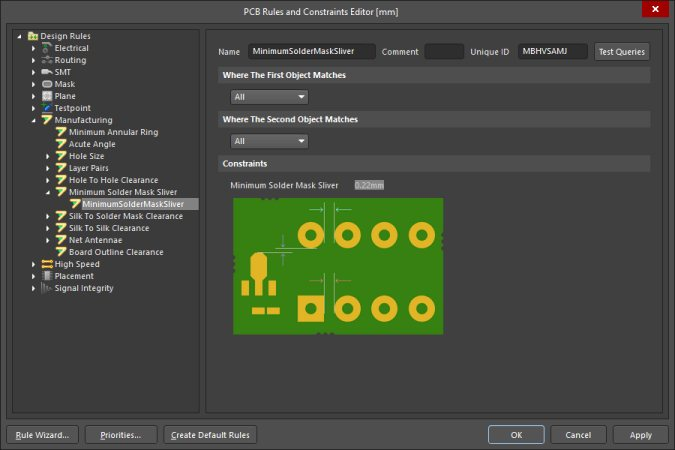 PCB Rules and Constraints Editor [mm]
Design Rules
Electrical
Routing
SMT
Mask
Plane
Testpoint
Manufacturing
Minimum Annular Ring
Acute Angle
Hole Size
Layer Pairs
Hole To Hole Clearance
Minimum Solder Mask Sliver
MinimumSolderMaskSliver
Silk To Solder Mask Clearance
Silk To Silk Clearance
Net Antennae
Board Outline Clearance
High Speed
Placement
Signal Integrity
Name MinimumSolderMaskSliver Comment Unique ID MBHVSAMJ Test Queries
Where The First Object Matches
All
Where The Second Object Matches
All
Constraints
Minimum Solder Mask Sliver 0.22mm
Rule Wizard... Priorities... Create Default Rules OK Cancel Apply